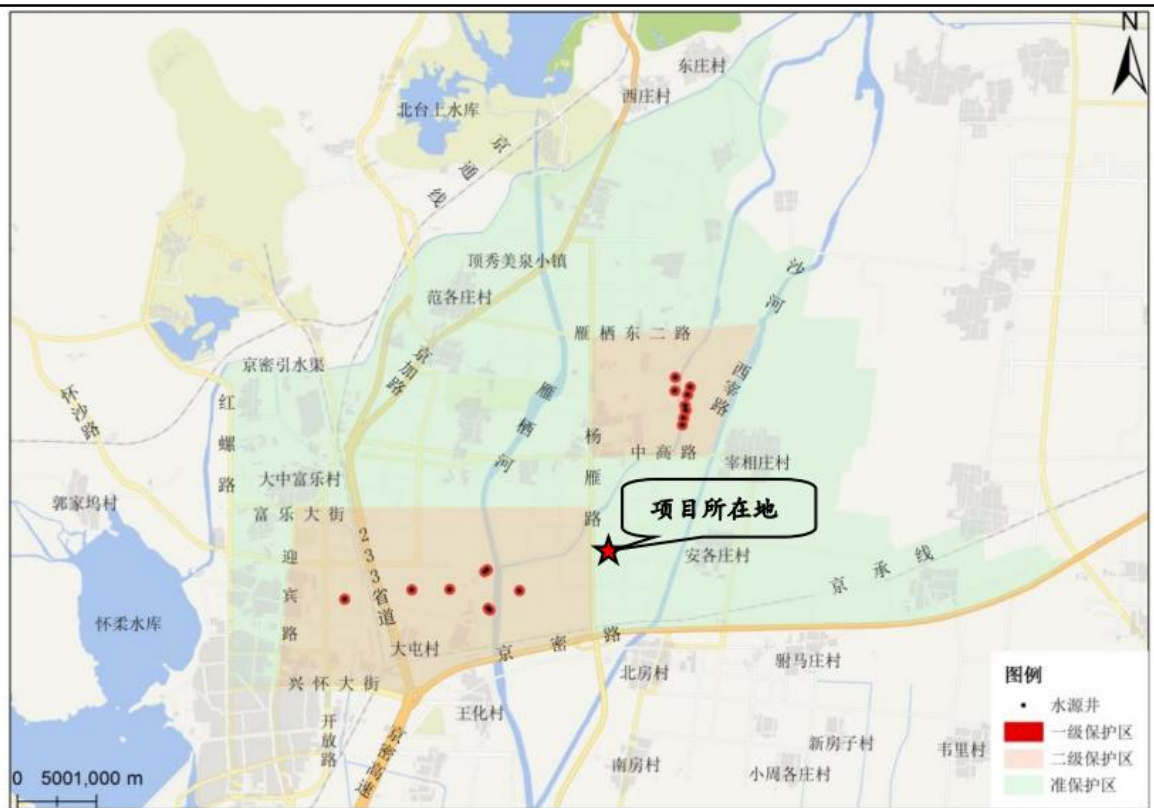 N
东庄村
西庄村
北台上水库
京通线
顶秀美泉小镇
范各庄村
沙河
雁栖东二路
京密引水渠
京加路
雁栖河
西宰路
怀沙路
红螺路
杨雁路
中高路
宰相庄村
大中富乐村
郭家坞村
富乐大街
项目所在地
233省道
安各庄村
京承线
迎宾路
怀柔水库
大屯村
京密路
北房村
驸马庄村
兴怀大街
王化村
开放路
京密高速
新房子村
韦里村
南房村
小周各庄村
图例
水源井
一级保护区
二级保护区
准保护区
0 5001,000 m